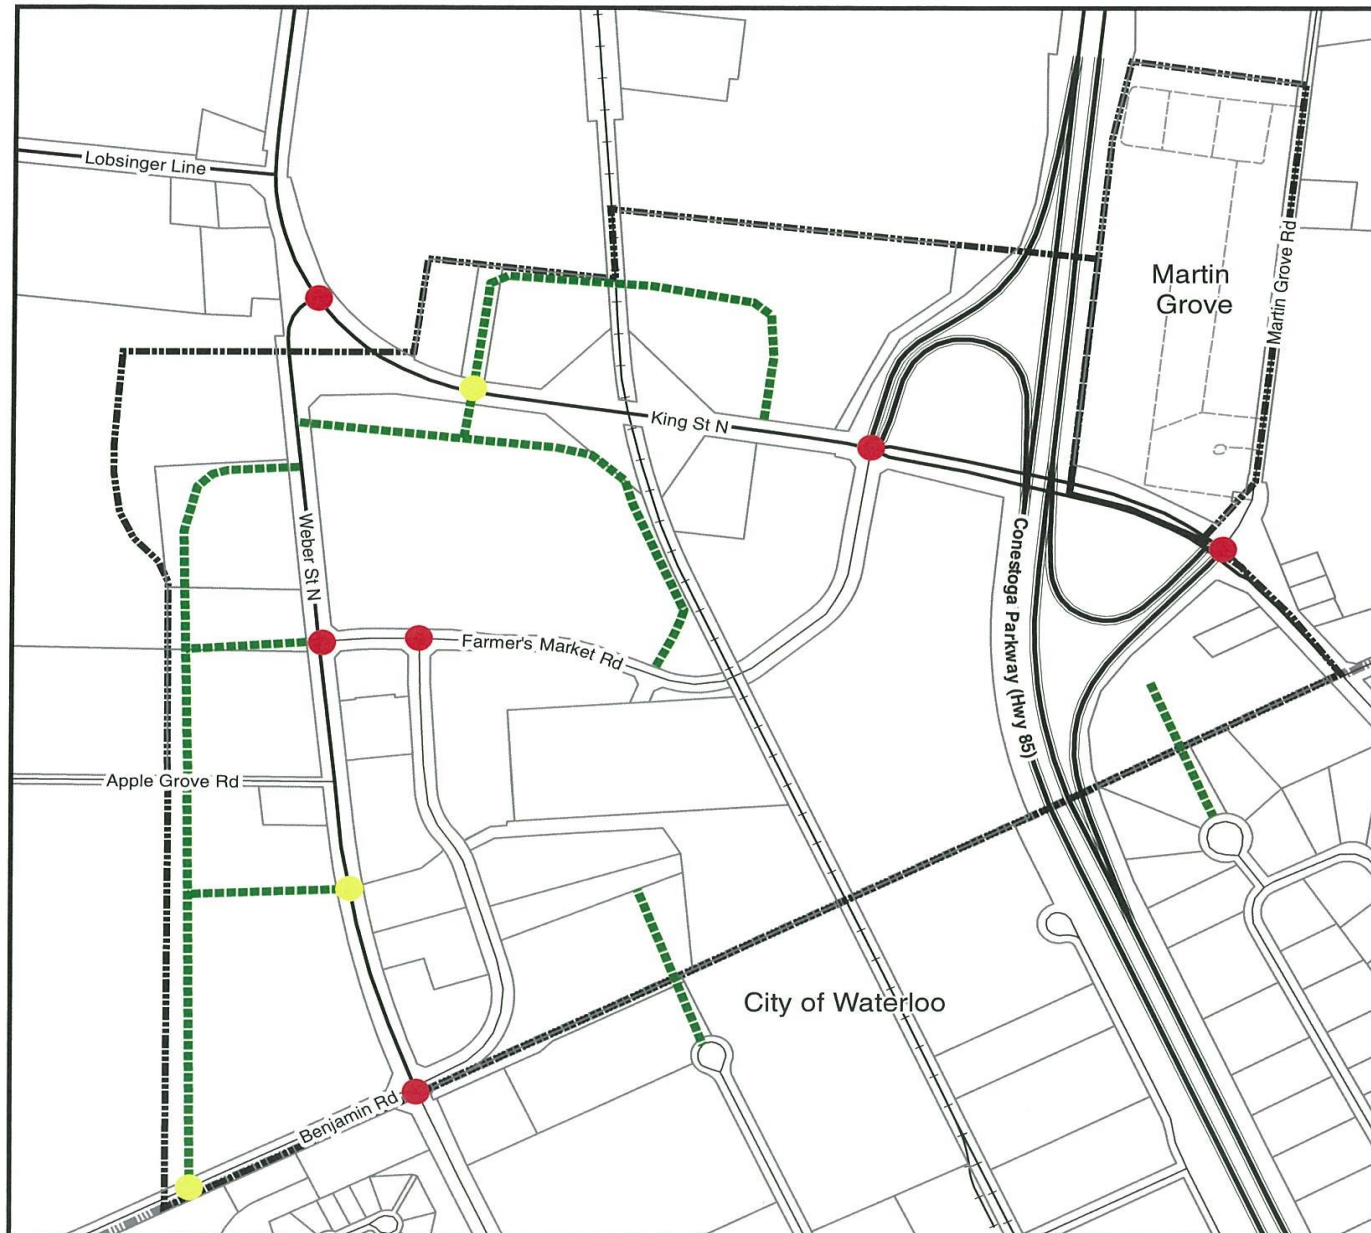 Lobsinger Line
Martin
Grove
Martin Grove Rd
King St N
Weber St N
Conestoga Parkway (Hwy 85)
Farmer's Market Rd
Apple Grove Rd
City of Waterloo
Benjamin Rd